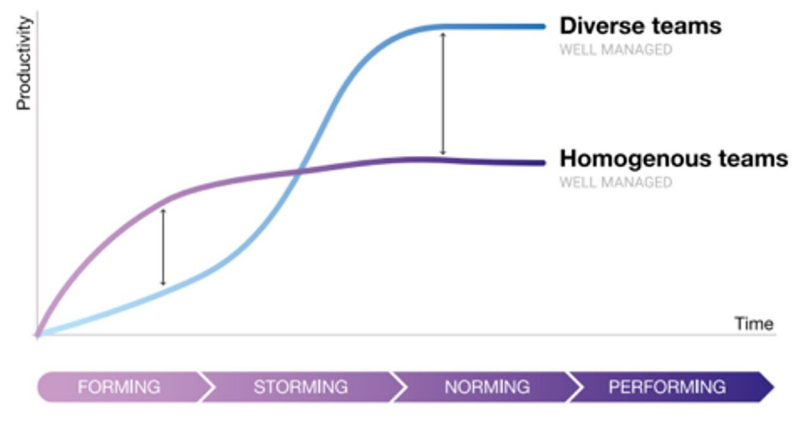 Productivity
Diverse teams
WELL MANAGED
Homogenous teams
WELL MANAGED
Time
FORMING
STORMING
NORMING
PERFORMING